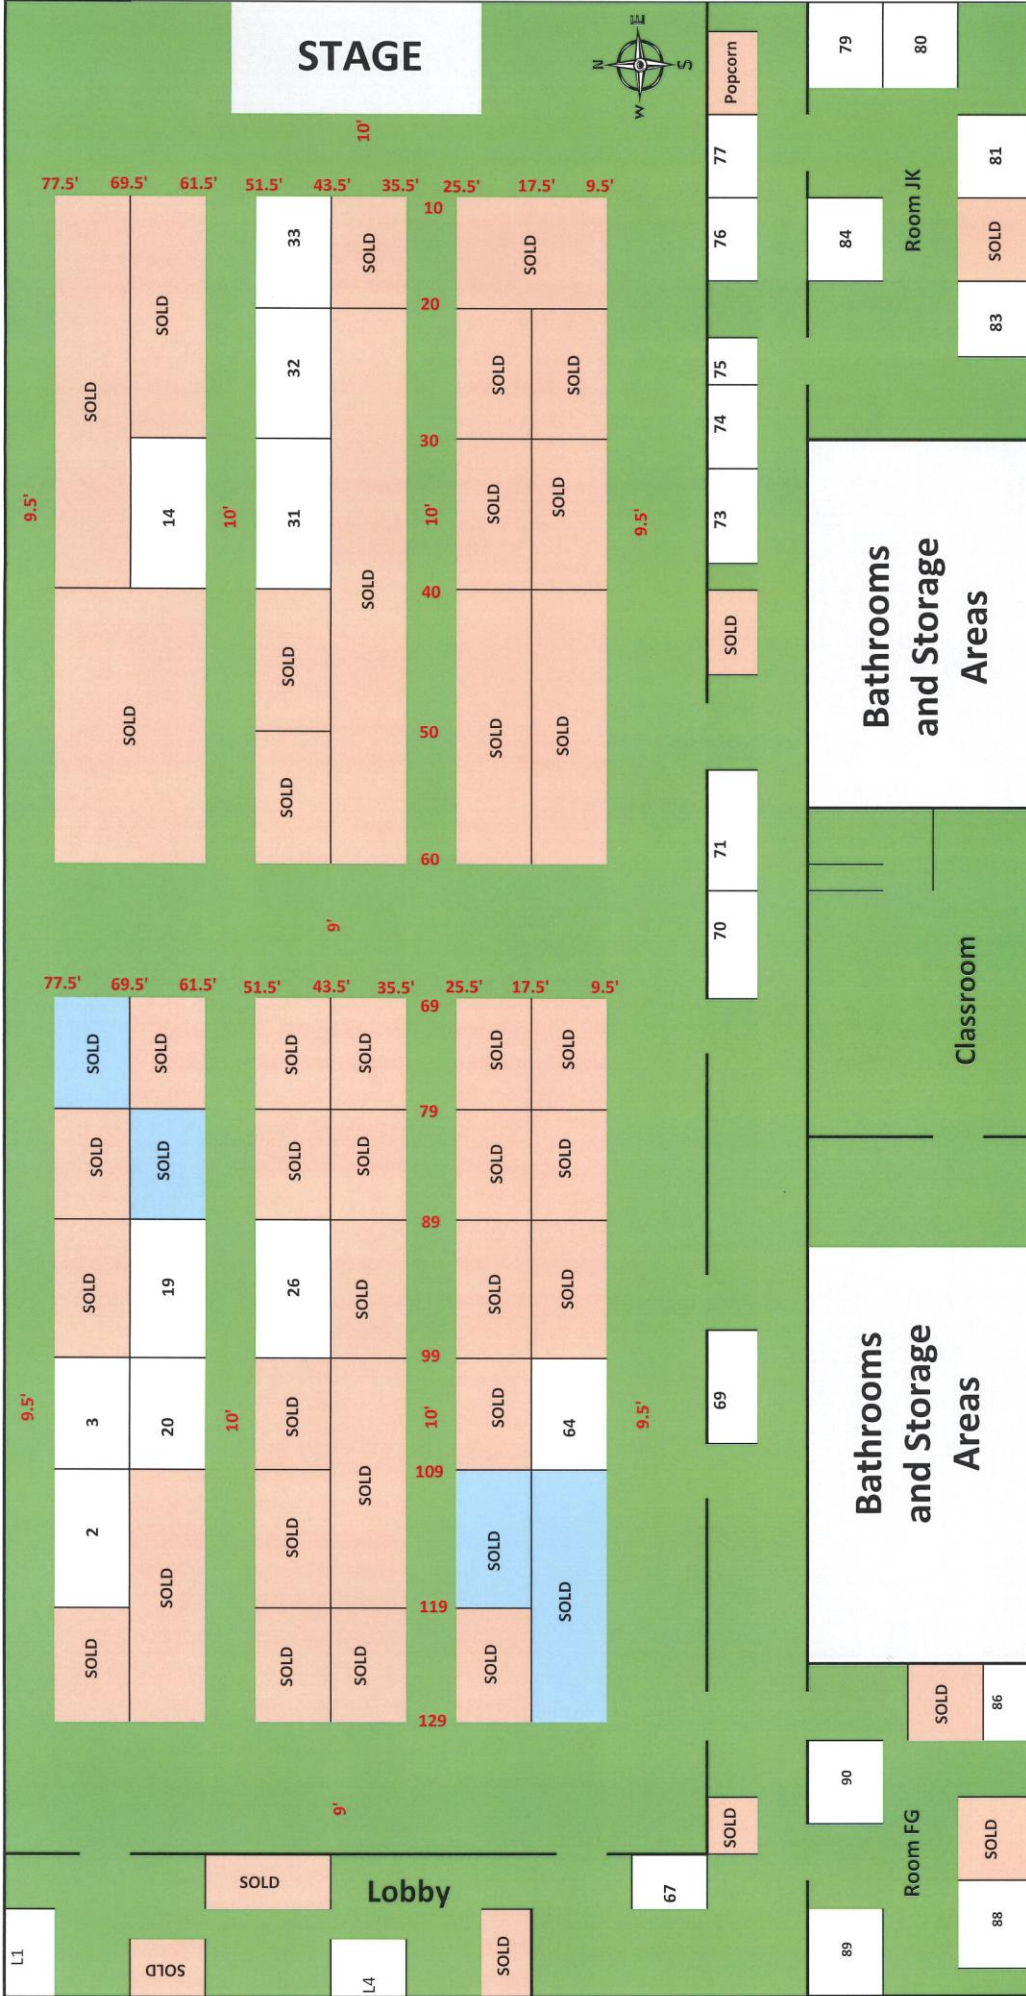 STAGE
N
E
S
W
10'
Popcorn
79
80
77.5'
69.5'
61.5'
51.5'
43.5'
35.5'
25.5'
17.5'
9.5'
10
77
81
33
SOLD
SOLD
76
84
Room JK
SOLD
SOLD
20
83
32
SOLD
SOLD
75
SOLD
30
74
9.5'
14
10'
31
10'
SOLD
SOLD
9.5'
73
40
SOLD
SOLD
SOLD
Bathrooms
and Storage
Areas
SOLD
SOLD
50
SOLD
SOLD
SOLD
60
71
70
9'
Classroom
77.5'
69.5'
61.5'
51.5'
43.5'
35.5'
25.5'
17.5'
9.5'
69
SOLD
SOLD
SOLD
SOLD
SOLD
SOLD
79
SOLD
SOLD
SOLD
SOLD
SOLD
SOLD
89
SOLD
19
26
SOLD
SOLD
SOLD
99
9.5'
3
20
10'
SOLD
10'
SOLD
64
9.5'
69
Bathrooms
and Storage
Areas
109
2
SOLD
SOLD
SOLD
SOLD
SOLD
119
SOLD
SOLD
SOLD
SOLD
129
SOLD
86
9'
90
SOLD
Room FG
SOLD
SOLD
Lobby
67
L1
SOLD
L4
SOLD
89
88